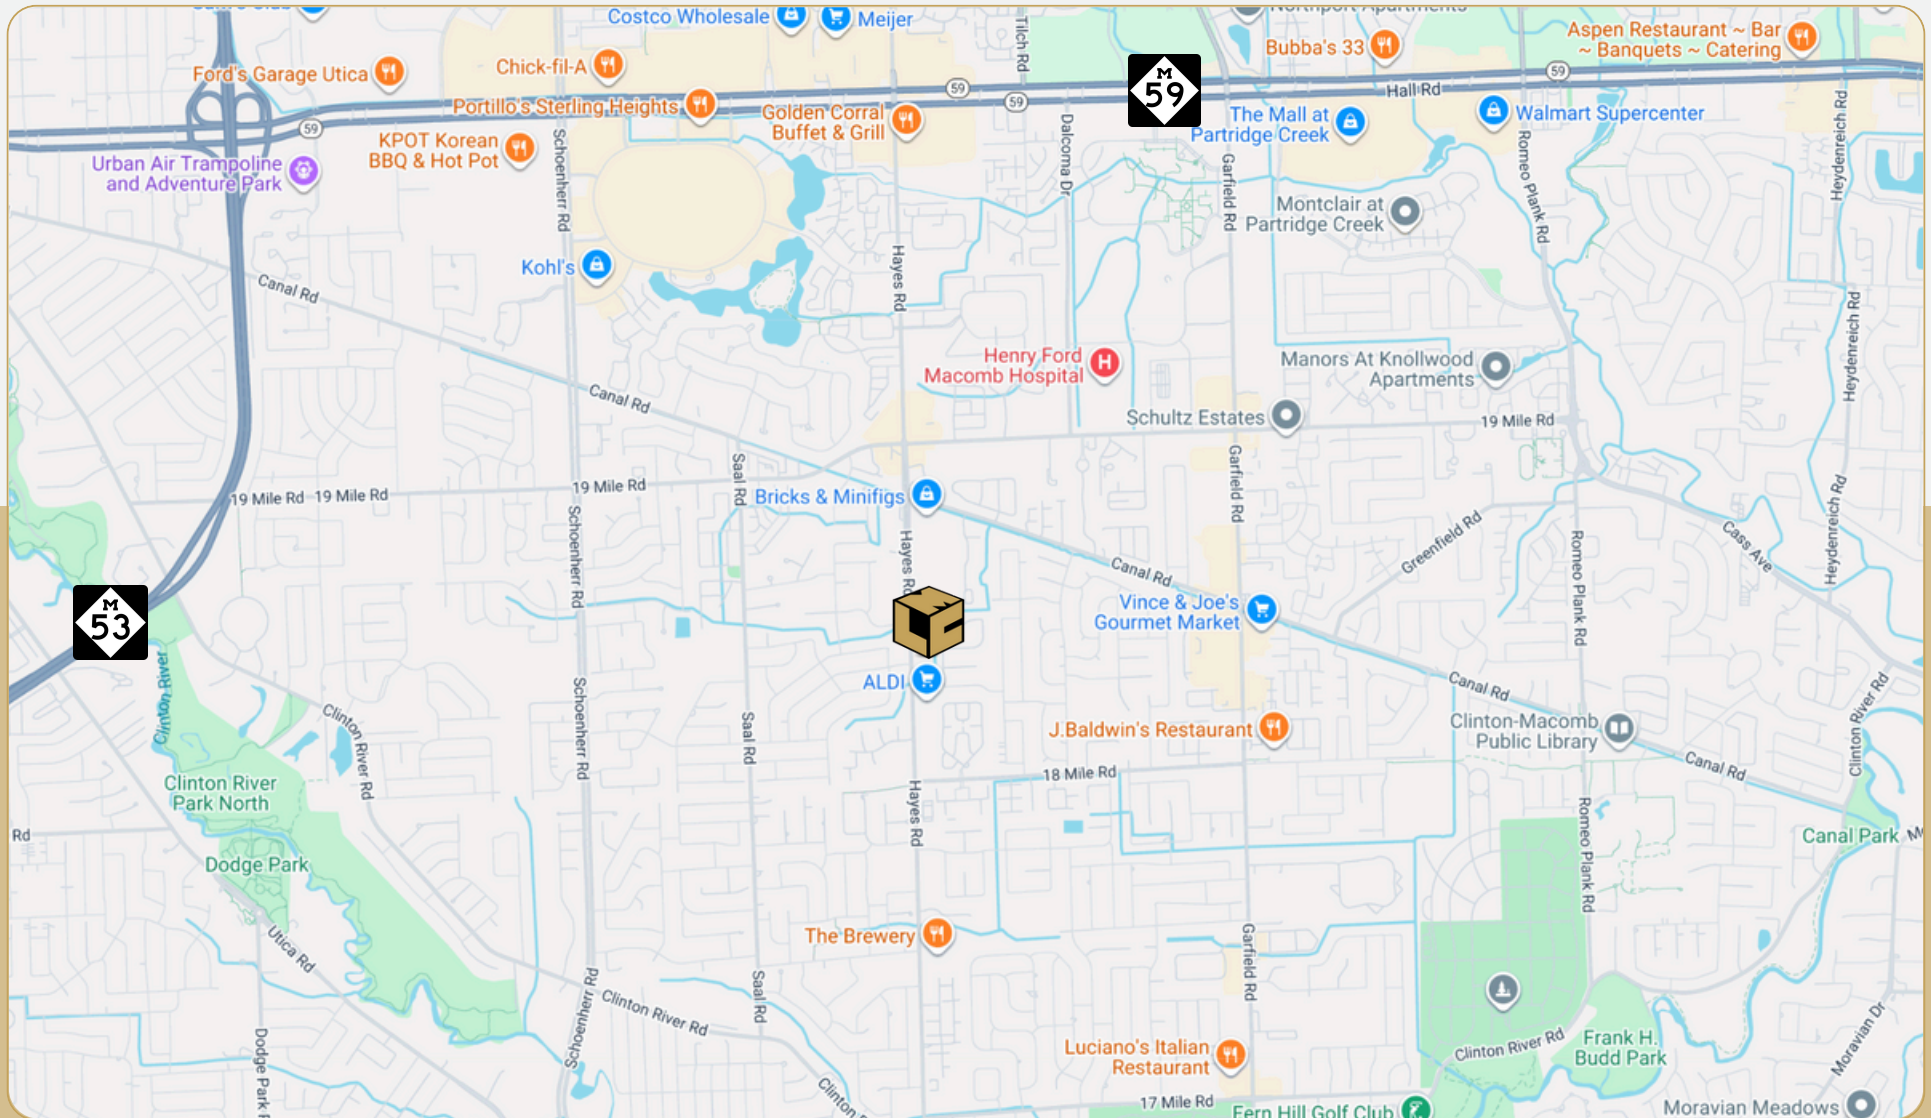 Costco Wholesale
Meijer
Tilch Rd
Northport Apartments
Bubba's 33
Aspen Restaurant ~ Bar
~ Banquets ~ Catering
Ford's Garage Utica
Chick-fil-A
Portillo's Sterling Heights
Golden Corral
Buffet & Grill
59
59
59
59
M
59
Hall Rd
The Mall at
Partridge Creek
Walmart Supercenter
KPOT Korean
BBQ & Hot Pot
Urban Air Trampoline
and Adventure Park
Schoenherr Rd
Dalcoma Dr
Garfield Rd
Romeo Plank Rd
Heydenreich Rd
Montclair at
Partridge Creek
Kohl's
Canal Rd
Hayes Rd
Heydenreich Rd
Henry Ford
Macomb Hospital
Manors At Knollwood
Apartments
Canal Rd
Schultz Estates
19 Mile Rd
19 Mile Rd
19 Mile Rd
19 Mile Rd
Saal Rd
Bricks & Minifigs
Garfield Rd
Schoenherr Rd
Hayes Rd
Canal Rd
Greenfield Rd
Romeo Plank Rd
Cass Ave
Heydenreich Rd
M
53
Vince & Joe's
Gourmet Market
Clinton River
ALDI
Schoenherr Rd
Saal Rd
Clinton River Rd
J.Baldwin's Restaurant
Canal Rd
Clinton-Macomb
Public Library
Clinton River Rd
Canal Rd
Clinton River
Park North
18 Mile Rd
Hayes Rd
Romeo Plank Rd
Rd
Canal Park
Dodge Park
Utica Rd
The Brewery
Garfield Rd
Schoenherr Rd
Clinton River Rd
Saal Rd
Dodge Park
Luciano's Italian
Restaurant
Clinton River Rd
Frank H.
Budd Park
Moravian Dr
Clinton
17 Mile Rd
Fern Hill Golf Club
Moravian Meadows